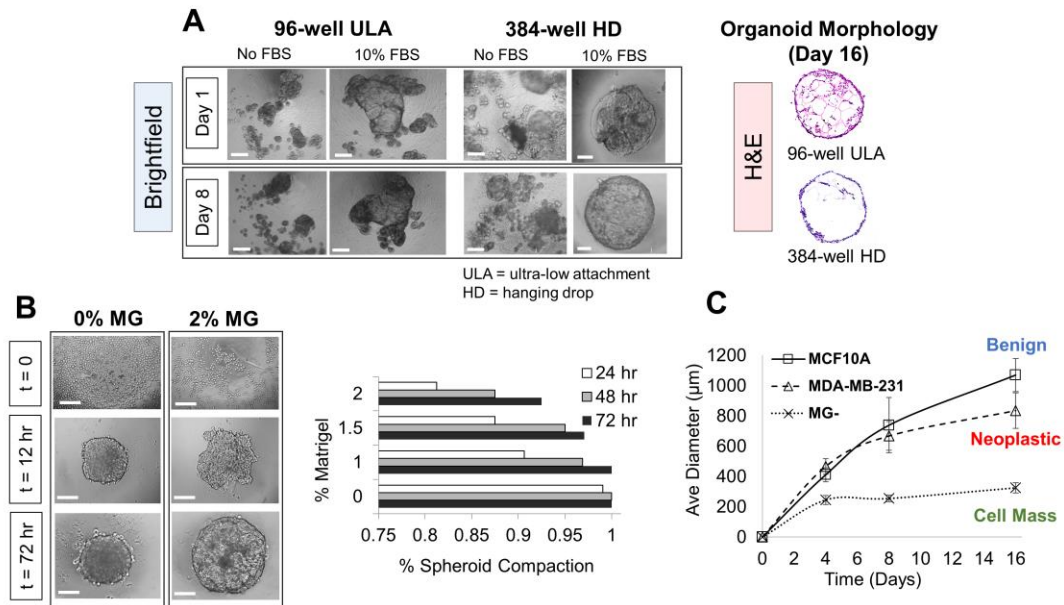 A
96-well ULA
384-well HD
No FBS
10% FBS
No FBS
10% FBS
Brightfield
Day 1
Day 8
ULA = ultra-low attachment
HD = hanging drop
Organoid Morphology
(Day 16)
H&E
96-well ULA
384-well HD
B
0% MG
2% MG
t = 0
t = 12 hr
t = 72 hr
% Matrigel
2
1.5
1
0
24 hr
48 hr
72 hr
0.75
0.8
0.85
0.9
0.95
1
% Spheroid Compaction
C
Ave Diameter (μm)
1200
1000
800
600
400
200
0
MCF10A
MDA-MB-231
MG-
Benign
Neoplastic
Cell Mass
0
2
4
6
8
10
12
14
16
Time (Days)